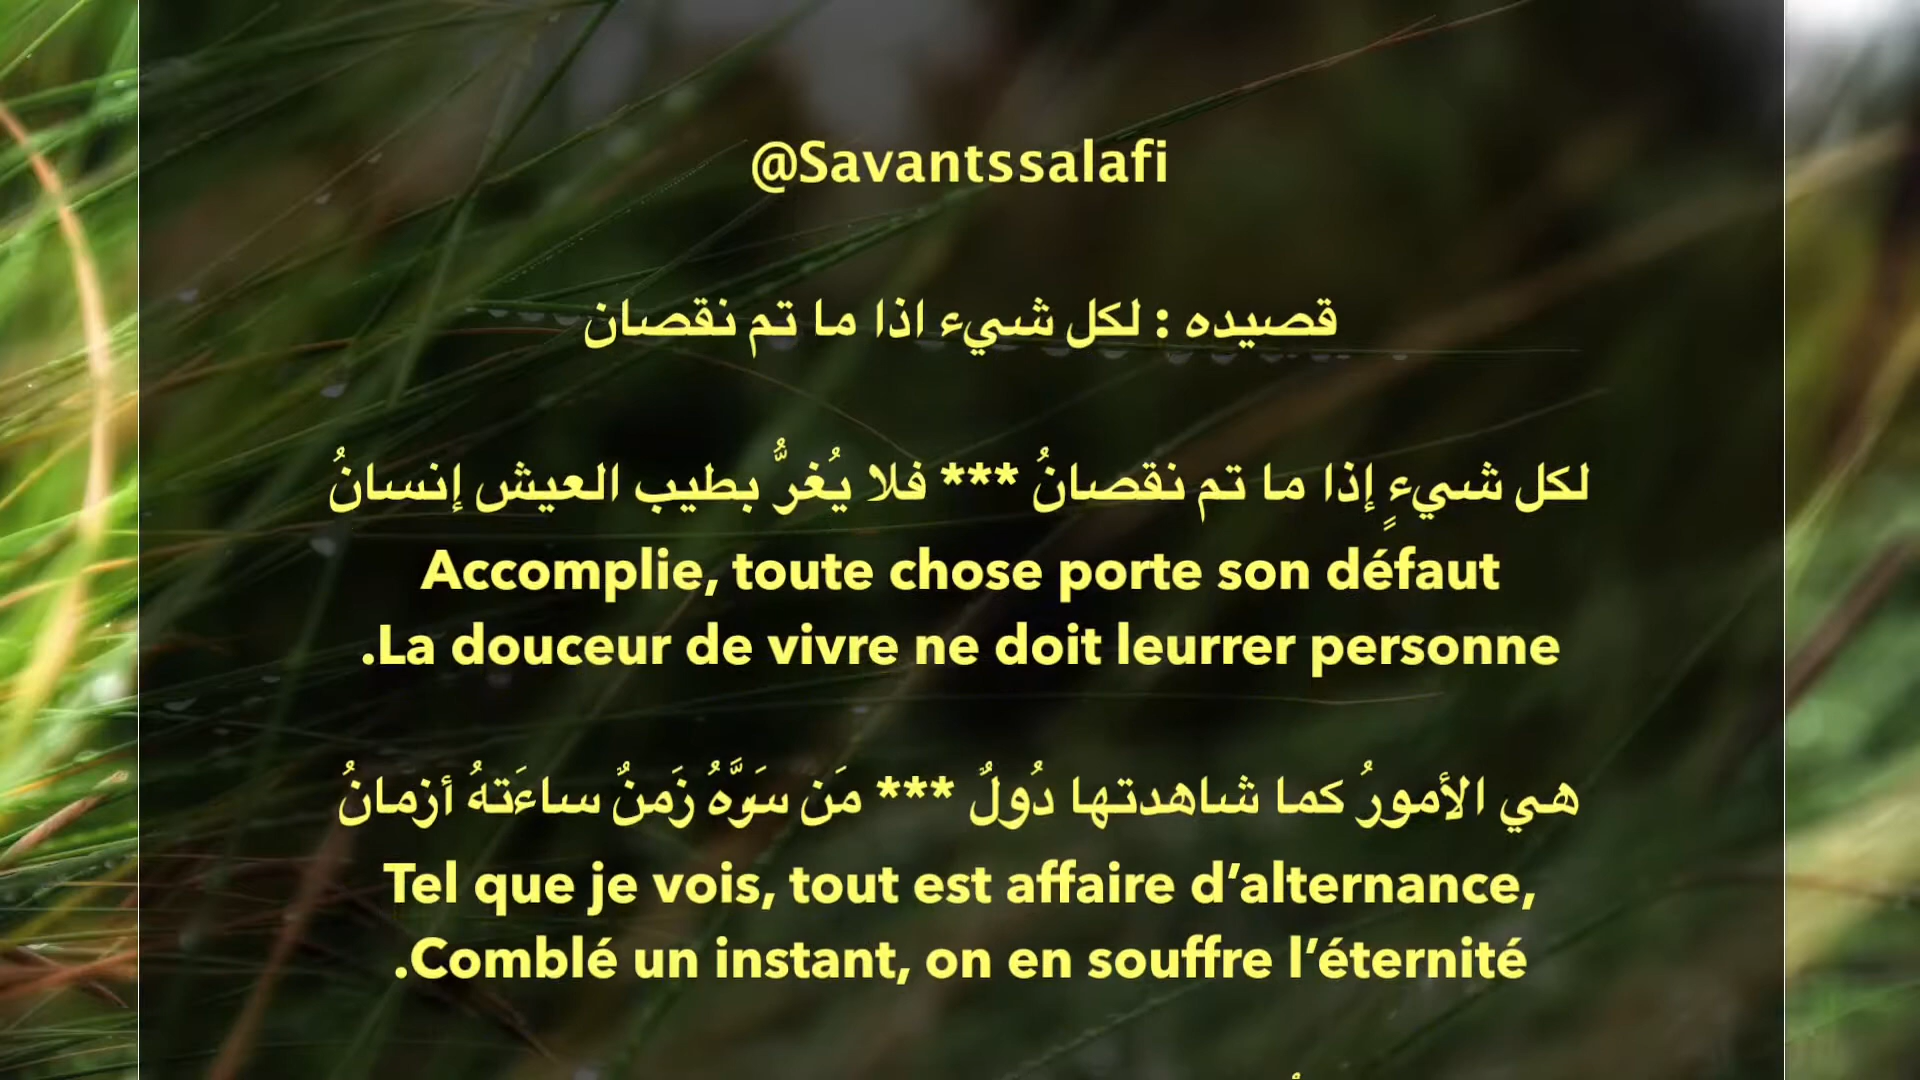 @Savantssalafi
قصيده : لكل شيء اذا ما تم نقصان
لكل شيءٍ إذا ما تم نقصانُ *** فلا يُغرُّ بطيب العيش إنسانُ
Accomplie, toute chose porte son défaut
.La douceur de vivre ne doit leurrer personne
هي الأمورُ كما شاهدتها دُولٌ *** مَن سَرَّهُ زَمنٌ ساءَتهُ أزمانُ
Tel que je vois, tout est affaire d’alternance,
.Comblé un instant, on en souffre l’éternité